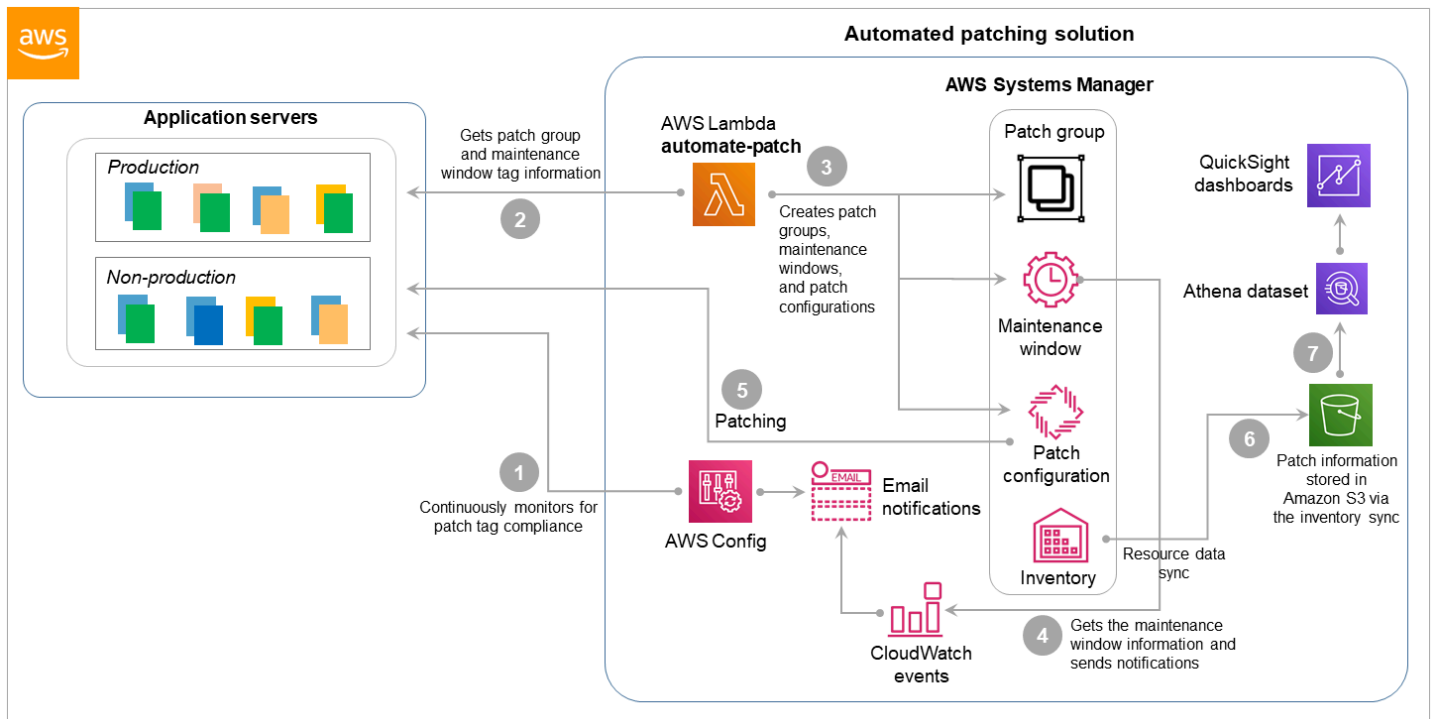 aws
Automated patching solution
AWS Systems Manager
Application servers
Production
Non-production
Gets patch group
and maintenance
window tag information
2
AWS Lambda
automate-patch
3
Creates patch
groups,
maintenance
windows,
and patch
configurations
Patch group
Maintenance
window
Patch
configuration
Inventory
QuickSight
dashboards
Athena dataset
7
6
Patch information
stored in
Amazon S3 via
the inventory sync
5
Patching
1
Continuously monitors for
patch tag compliance
AWS Config
EMAIL
Email
notifications
Resource data
sync
CloudWatch
events
4
Gets the maintenance
window information and
sends notifications